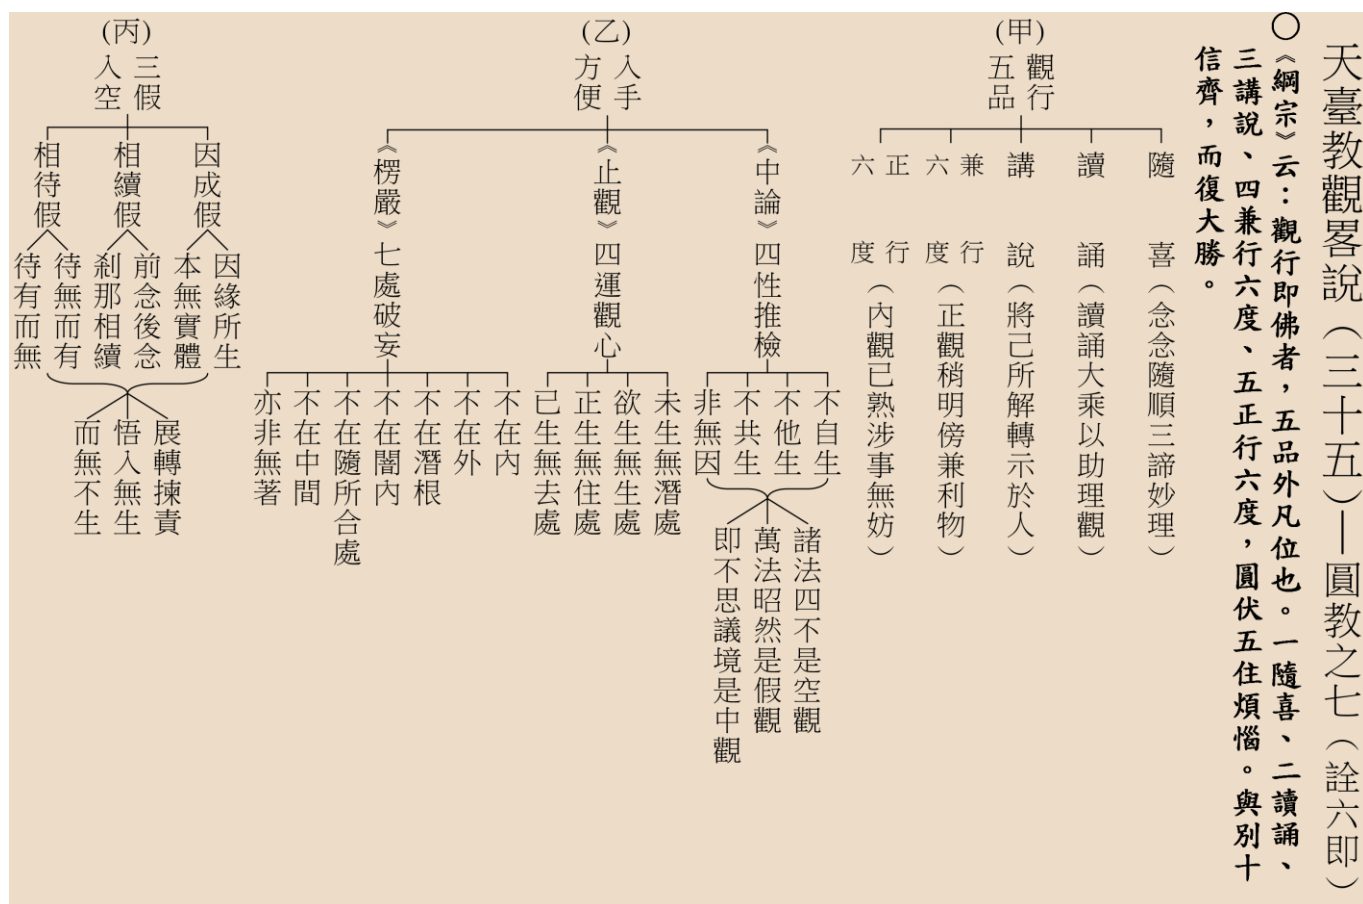 天臺教觀畧說（三十五）—圓教之七（詮六即）
○《綱宗》云：觀行即佛者，五品外凡位也。一隨喜、二讀誦、
三講說、四兼行六度、五正行六度，圓伏五住煩惱。與別十
信齊，而復大勝。
(甲)
觀行
五品
隨喜（念念隨順三諦妙理）
讀誦（讀誦大乘以助理觀）
講說（將己所解轉示於人）
兼行六度（正觀稍明傍兼利物）
正行六度（內觀已熟涉事無妨）
(乙)
入手
方便
《中論》四性推檢
不自生
不他生
不共生
非無因
諸法四不是空觀
萬法昭然是假觀
即不思議境是中觀
《止觀》四運觀心
未生無潛處
欲生無生處
正生無住處
已生無去處
《楞嚴》七處破妄
不在內
不在外
不在潛根
不在闇內
不在隨所合處
不在中間
亦非無著
(丙)
三假
入空
因成假
因緣所生
本無實體
相續假
前念後念
剎那相續
相待假
待無而有
待有而無
展轉揀責
悟入無生
而無不生